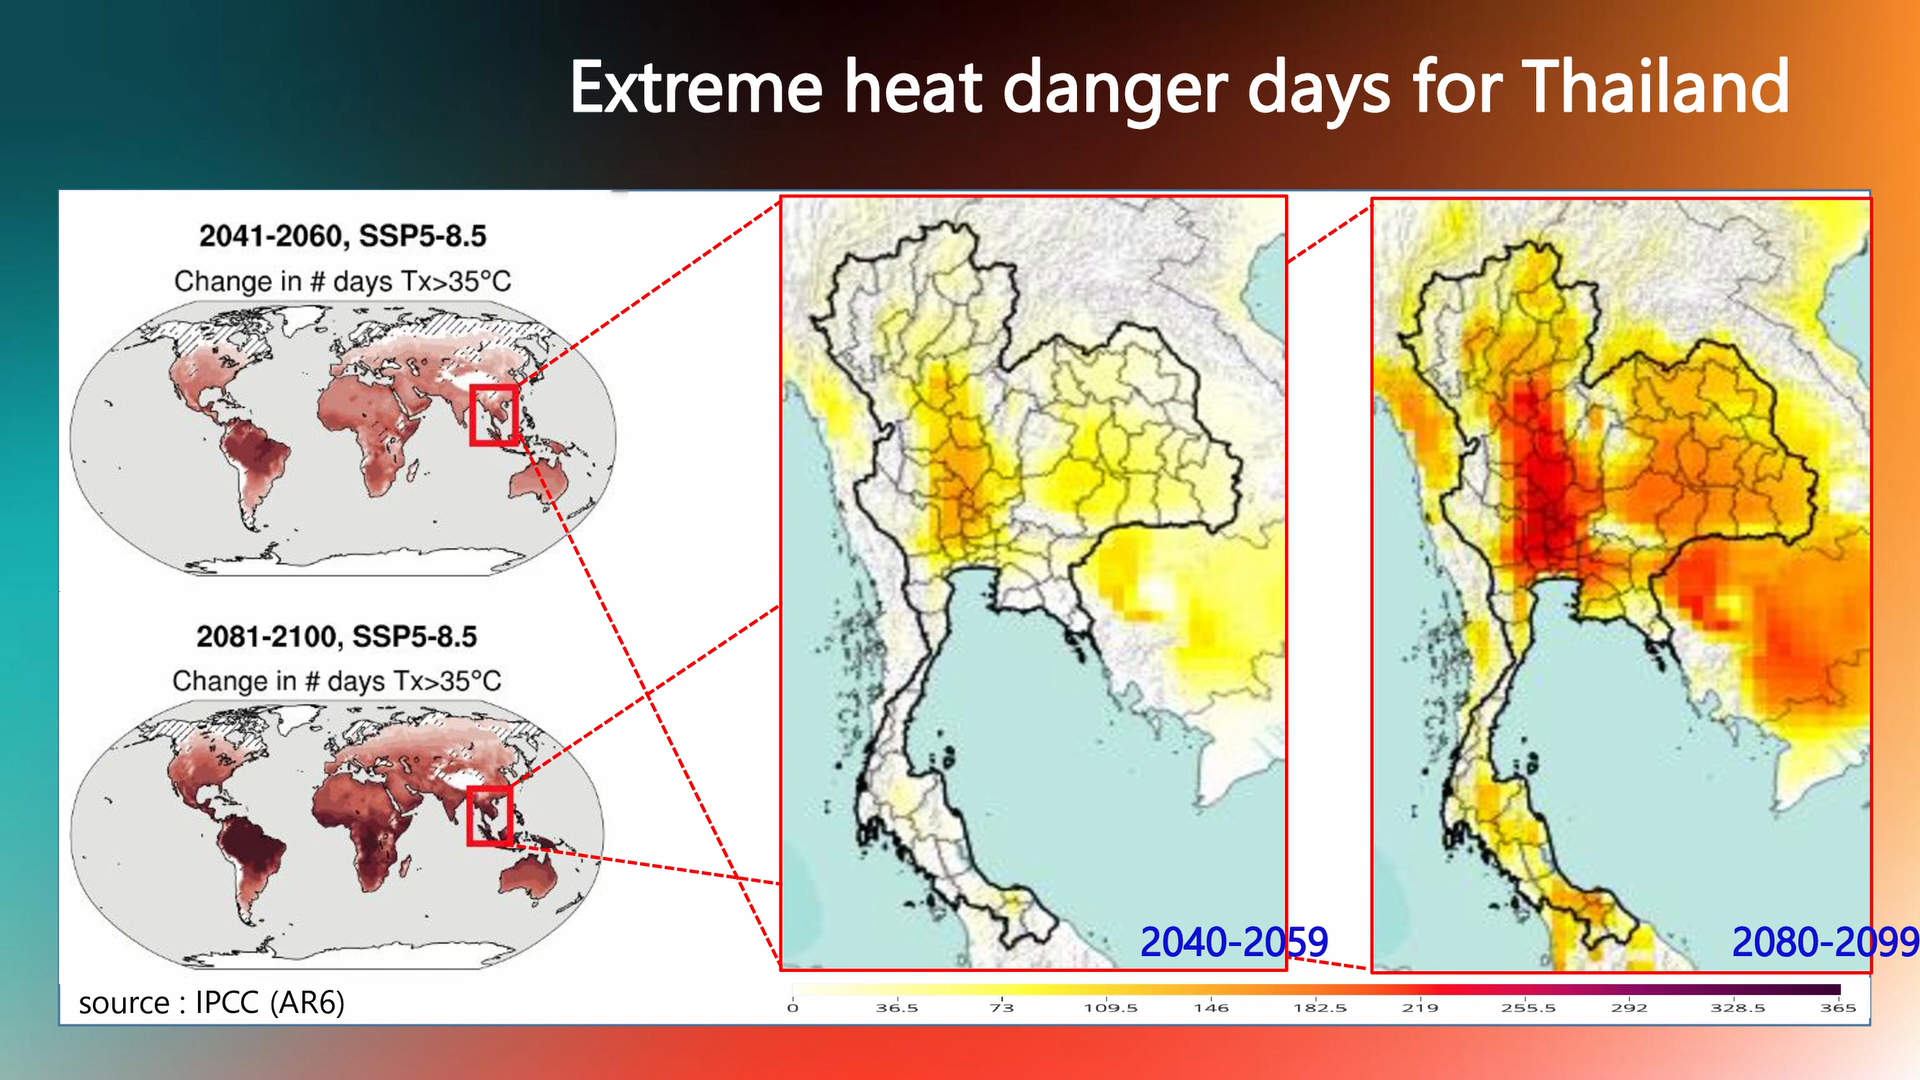 Extreme heat danger days for Thailand
2041-2060, SSP5-8.5
Change in # days Tx>35°C
2081-2100, SSP5-8.5
Change in # days Tx>35°C
source : IPCC (AR6)
2040-2059
2080-2099
0 36.5 73 109.5 146 182.5 219 255.5 292 328.5 365